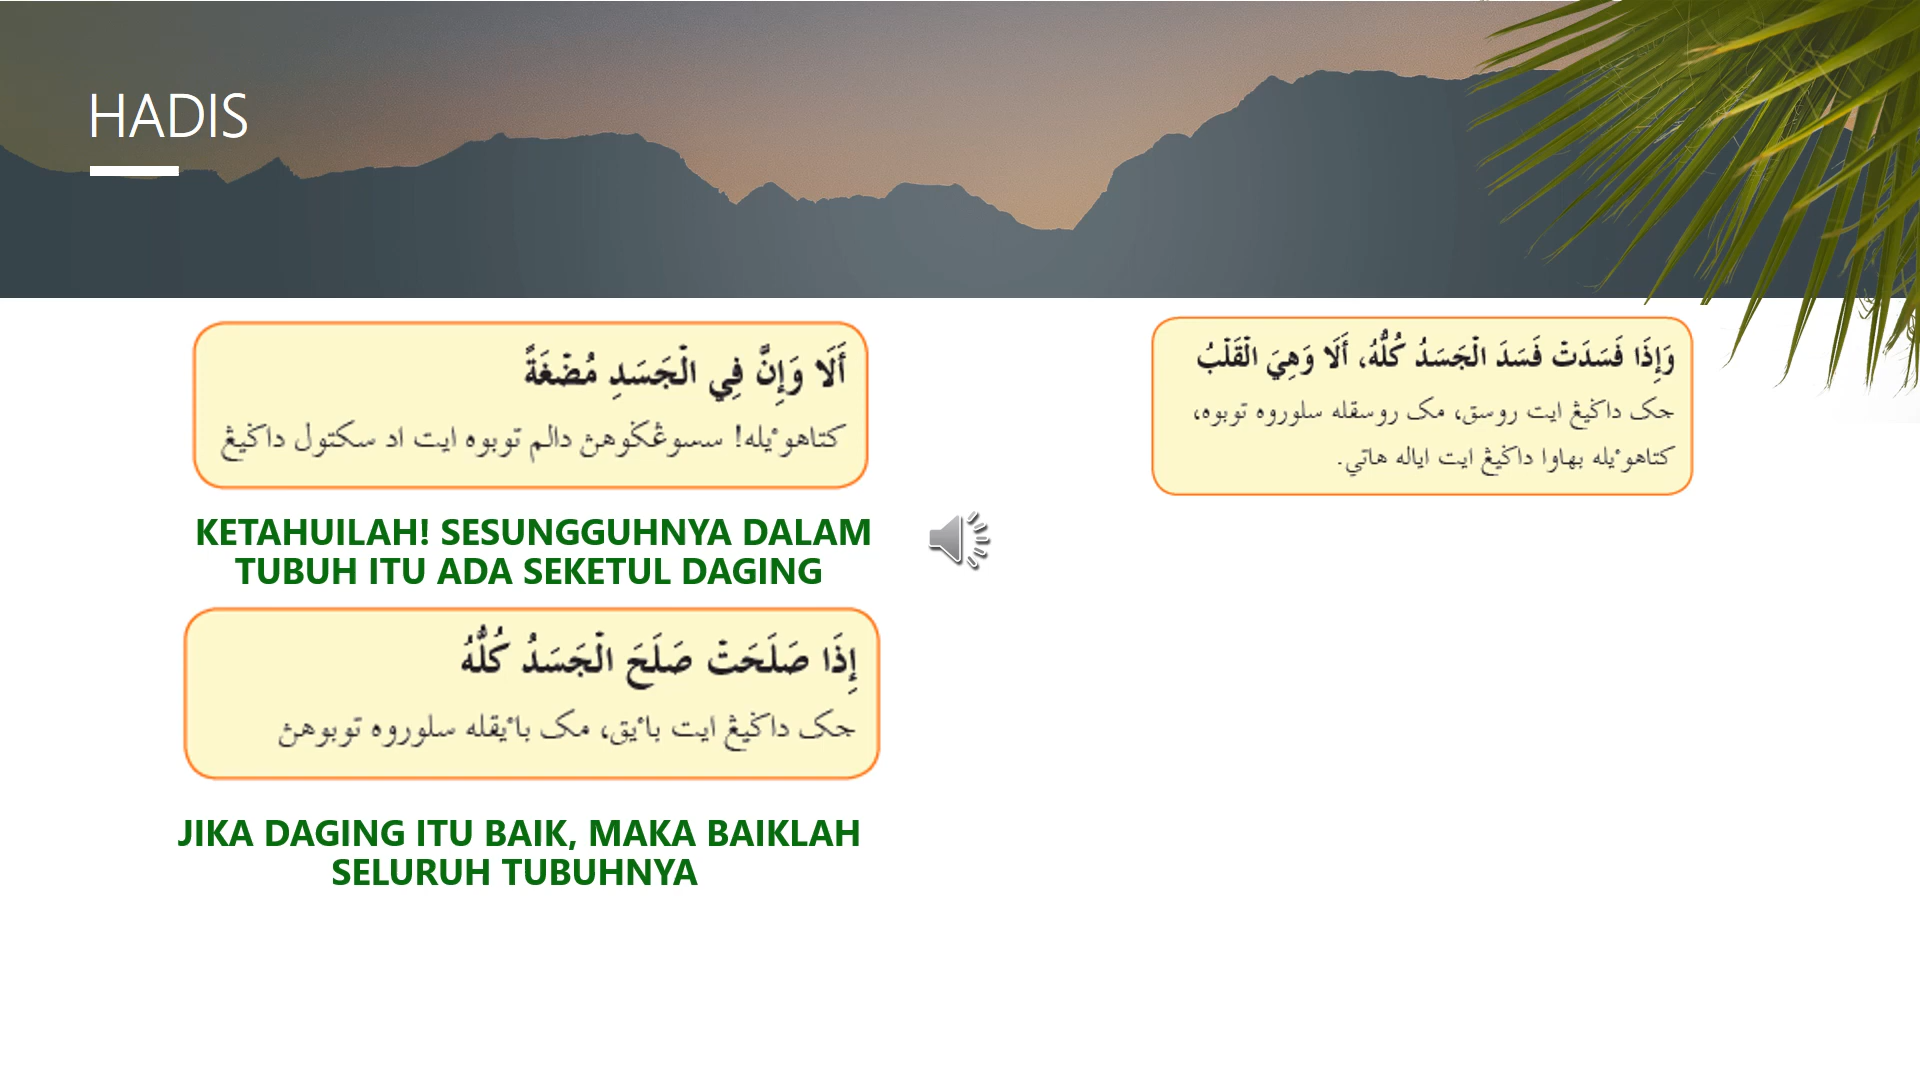 HADIS
أَلَا وَإِنَّ فِي الْجَسَدِ مُضْغَةً
كتاهوءيله! سسوڠݢوهڽ دالم توبوه ايت اد سکتول داݢيڠ
KETAHUILAH! SESUNGGUHNYA DALAM
TUBUH ITU ADA SEKETUL DAGING
إِذَا صَلَحَتْ صَلَحَ الْجَسَدُ كُلُّهُ
جک داݢيڠ ايت باءيق، مک باءيقله سلوروه توبوهڽ
JIKA DAGING ITU BAIK, MAKA BAIKLAH
SELURUH TUBUHNYA
وَإِذَا فَسَدَتْ فَسَدَ الْجَسَدُ كُلُّهُ، أَلَا وَهِيَ الْقَلْبُ
جک داݢيڠ ايت روسق، مک روسقله سلوروه توبوه،
کتاهوءيله بهاوا داݢيڠ ايت اياله هاتي.